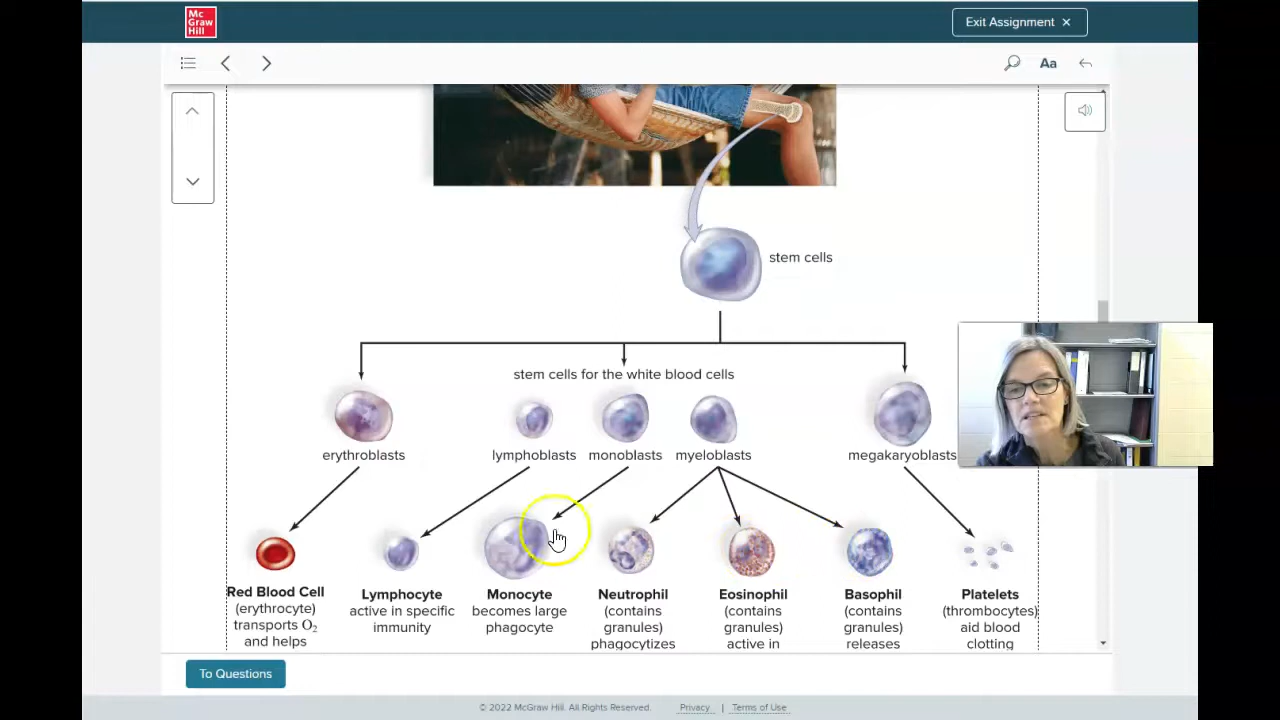 Mc
Graw
Hill
Exit Assignment ×
Aa
stem cells
stem cells for the white blood cells
erythroblasts
lymphoblasts
monoblasts
myeloblasts
megakaryoblasts
Red Blood Cell
(erythrocyte)
transports O₂
and helps
Lymphocyte
active in specific
immunity
Monocyte
becomes large
phagocyte
Neutrophil
(contains
granules)
phagocytizes
Eosinophil
(contains
granules)
active in
Basophil
(contains
granules)
releases
Platelets
(thrombocytes)
aid blood
clotting
To Questions
© 2022 McGraw Hill. All Rights Reserved. Privacy | Terms of Use